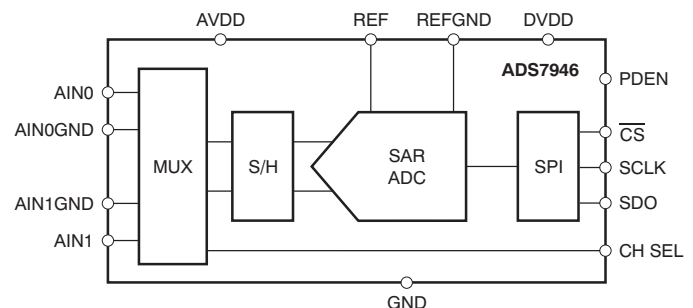 AVDD
REF
REFGND
DVDD
ADS7946
PDEN
AIN0
AIN0GND
MUX
S/H
SAR
ADC
SPI
CS
SCLK
SDO
AIN1GND
AIN1
CH SEL
GND